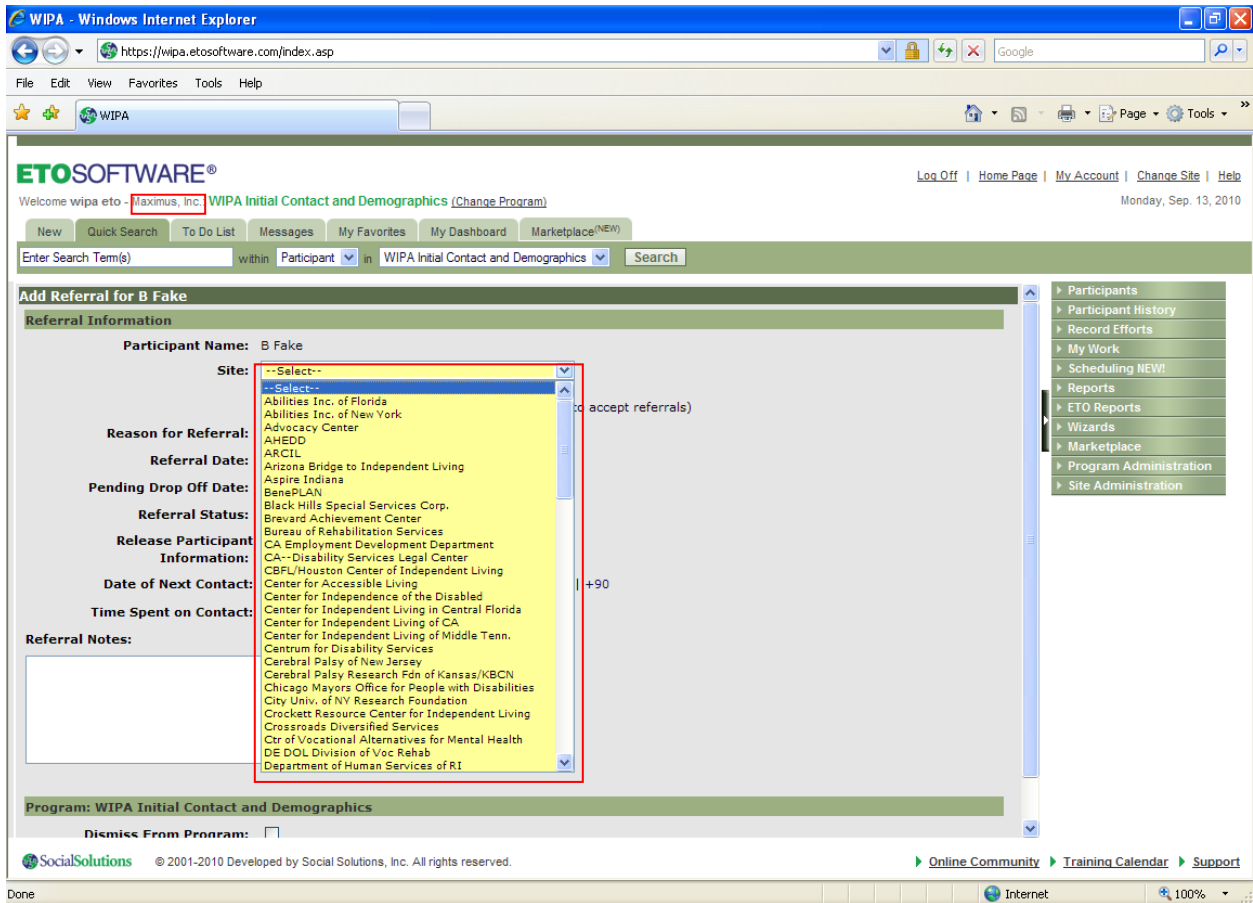 WIPA - Windows Internet Explorer
https://wipa.etosoftware.com/index.asp
Google
File Edit View Favorites Tools Help
WIPA
Page Tools »
ETOSOFTWARE®
Log Off | Home Page | My Account | Change Site | Help
Welcome wipa eto - Maximus, Inc.: WIPA Initial Contact and Demographics (Change Program)
Monday, Sep. 13, 2010
New Quick Search To Do List Messages My Favorites My Dashboard Marketplace(NEW)
Enter Search Term(s) within Participant in WIPA Initial Contact and Demographics Search
Add Referral for B Fake
Referral Information
Participant Name: B Fake
Site: --Select--
--Select--
Abilities Inc. of Florida
Abilities Inc. of New York
Advocacy Center
AHEDD
ARCIL
Arizona Bridge to Independent Living
Aspire Indiana
BenePLAN
Black Hills Special Services Corp.
Brevard Achievement Center
Bureau of Rehabilitation Services
CA Employment Development Department
CA--Disability Services Legal Center
CBFL/Houston Center of Independent Living
Center for Accessible Living
Center for Independence of the Disabled
Center for Independent Living in Central Florida
Center for Independent Living of CA
Center for Independent Living of Middle Tenn.
Centrum for Disability Services
Cerebral Palsy of New Jersey
Cerebral Palsy Research Fdn of Kansas/KBCN
Chicago Mayors Office for People with Disabilities
City Univ. of NY Research Foundation
Crockett Resource Center for Independent Living
Crossroads Diversified Services
Ctr of Vocational Alternatives for Mental Health
DE DOL Division of Voc Rehab
Department of Human Services of RI
to accept referrals)
Reason for Referral:
Referral Date:
Pending Drop Off Date:
Referral Status:
Release Participant
Information:
Date of Next Contact: | +90
Time Spent on Contact:
Referral Notes:
Program: WIPA Initial Contact and Demographics
Dismiss From Program:
Participants
Participant History
Record Efforts
My Work
Scheduling NEW!
Reports
ETO Reports
Wizards
Marketplace
Program Administration
Site Administration
SocialSolutions © 2001-2010 Developed by Social Solutions, Inc. All rights reserved.
Online Community Training Calendar Support
Done Internet 100%